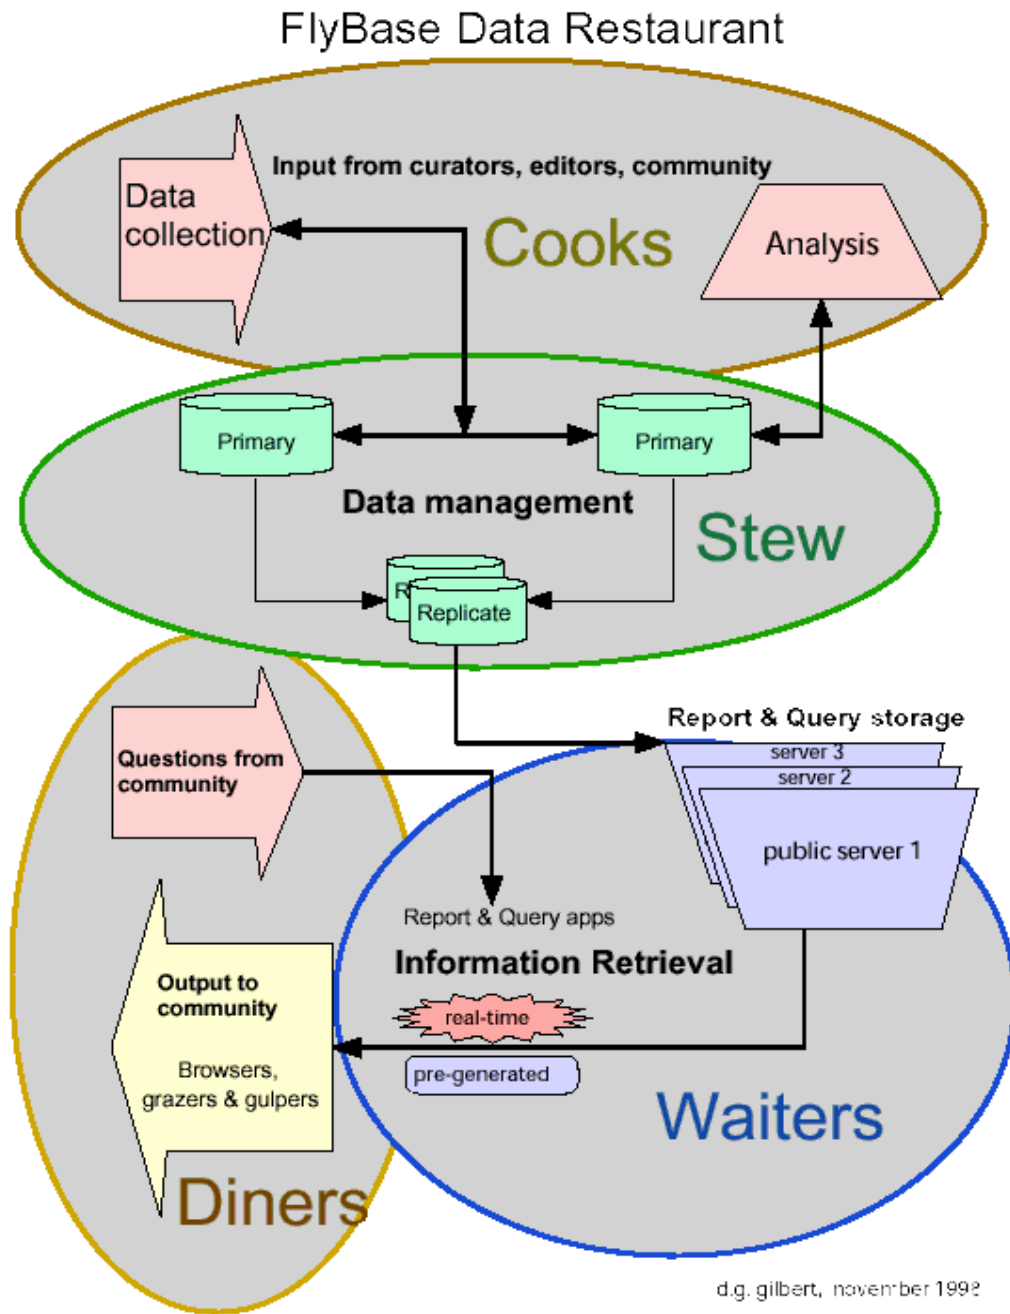 FlyBase Data Restaurant
Input from curators, editors, community
Data
collection
Cooks
Analysis
Primary
Primary
Data management
Stew
R
Replicate
Report & Query storage
server 3
server 2
public server 1
Questions from
community
Report & Query apps
Information Retrieval
real-time
pre-generated
Output to
community
Browsers,
grazers & gulpers
Waiters
Diners
d.g. gilbert, november 1998